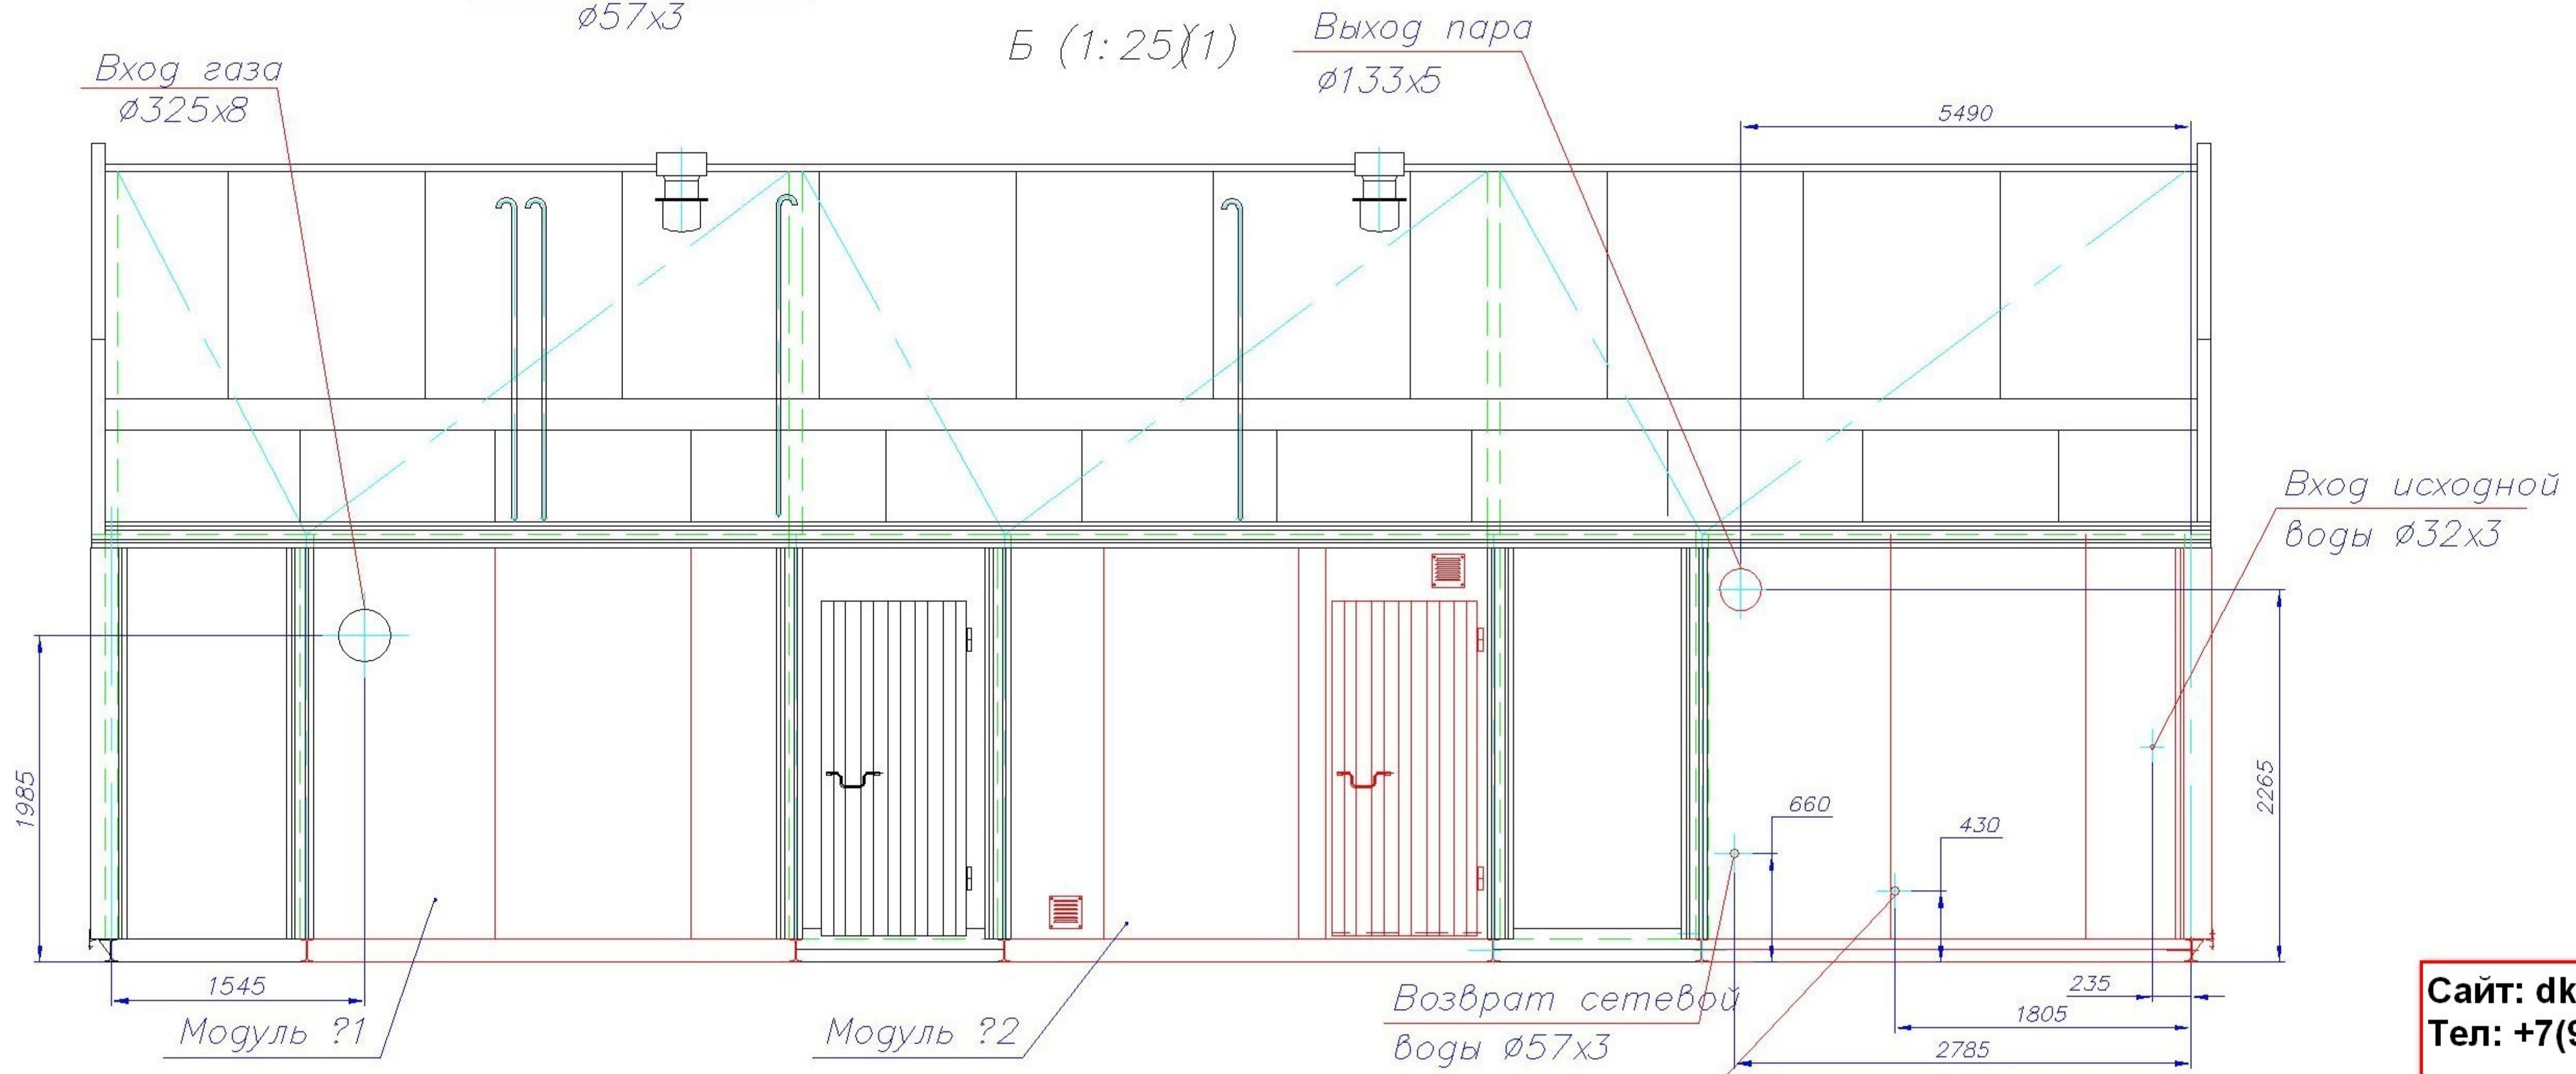 ø57x3
Б (1:25)(1)
Выход пара
ø133x5
Вход газа
ø325x8
5490
Вход исходной
воды ø32x3
1985
2265
660
430
1545
235
1805
2785
Модуль ?1
Модуль ?2
Возврат сетевой
воды ø57x3
Сайт: dk
Тел: +7(9